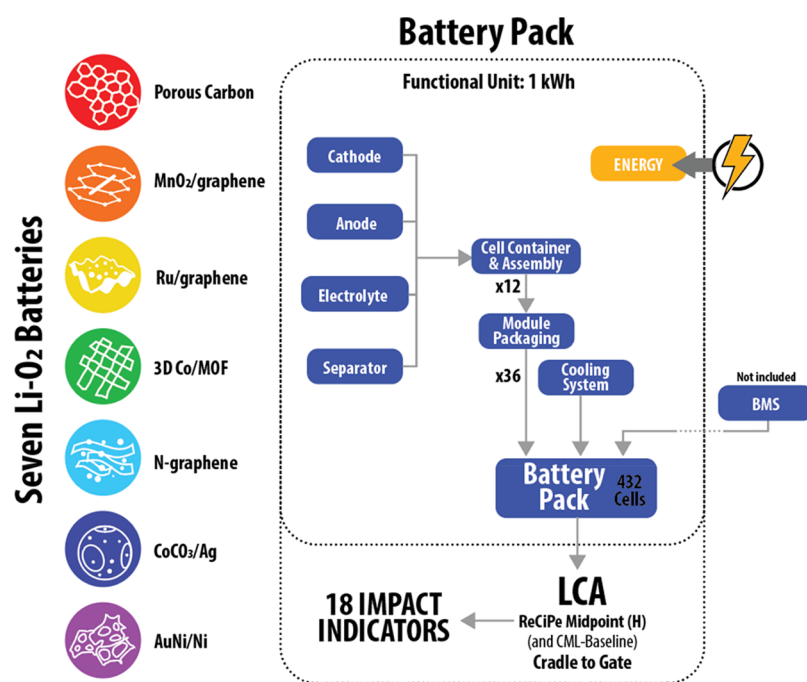 Battery Pack
Functional Unit: 1 kWh
Seven Li-O₂ Batteries
Porous Carbon
MnO₂/graphene
Ru/graphene
3D Co/MOF
N-graphene
CoCO₃/Ag
AuNi/Ni
Cathode
Anode
Electrolyte
Separator
ENERGY
Cell Container
& Assembly
x12
Module
Packaging
x36
Cooling
System
Not included
BMS
Battery
Pack
432
Cells
LCA
ReCiPe Midpoint (H)
(and CML-Baseline)
Cradle to Gate
18 IMPACT
INDICATORS